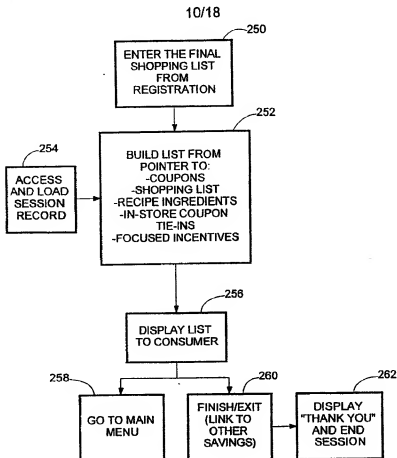 10/18
250
ENTER THE FINAL
SHOPPING LIST
FROM
REGISTRATION
252
254
ACCESS
AND LOAD
SESSION
RECORD
BUILD LIST FROM
POINTER TO:
-COUPONS
-SHOPPING LIST
-RECIPE INGREDIENTS
-IN-STORE COUPON
TIE-INS
-FOCUSED INCENTIVES
256
DISPLAY LIST
TO CONSUMER
258
GO TO MAIN
MENU
260
FINISH/EXIT
(LINK TO
OTHER
SAVINGS)
262
DISPLAY
"THANK YOU"
AND END
SESSION